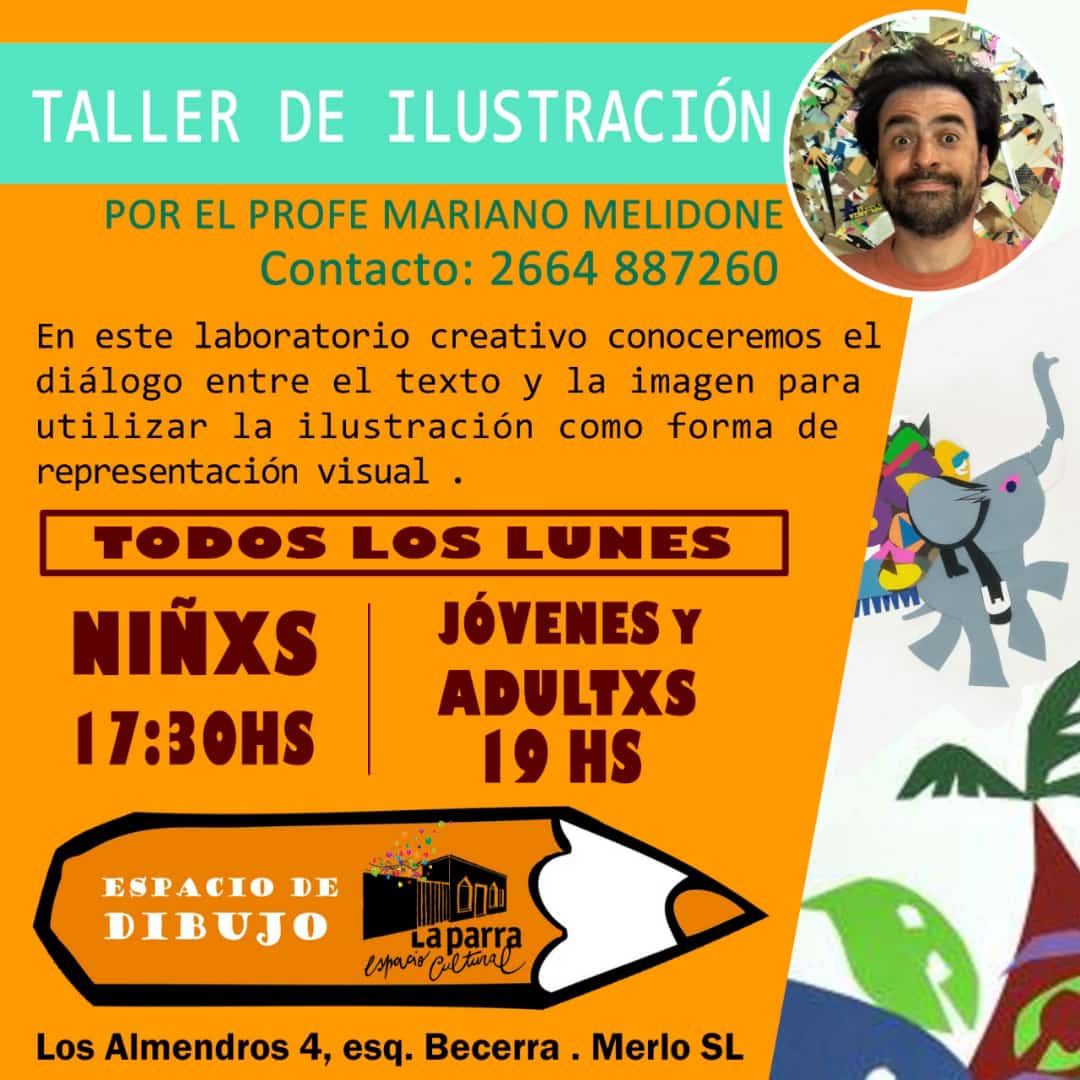 TALLER DE ILUSTRACIÓN
POR EL PROFE MARIANO MELIDONE
Contacto: 2664 887260
En este laboratorio creativo conoceremos el
diálogo entre el texto y la imagen para
utilizar la ilustración como forma de
representación visual .
TODOS LOS LUNES
NIÑXS
17:30HS
JÓVENES Y
ADULTXS
19 HS
ESPACIO DE
DIBUJO
La parra
espacio Cultural
Los Almendros 4, esq. Becerra . Merlo SL